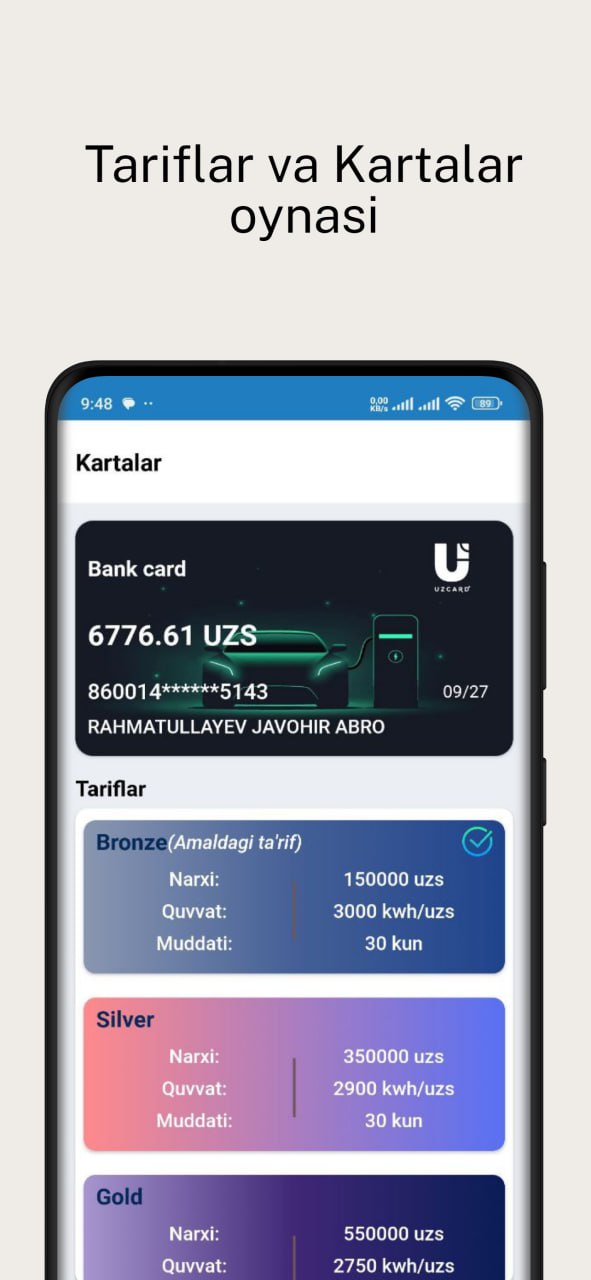 Tariflar va Kartalar
oynasi
9:48
0,00
KB/s
89
Kartalar
Bank card
UZCARD
6776.61 UZS
860014******5143
09/27
RAHMATULLAYEV JAVOHIR ABRO
Tariflar
Bronze(Amaldagi ta'rif)
Narxi: 150000 uzs
Quvvat: 3000 kwh/uzs
Muddati: 30 kun
Silver
Narxi: 350000 uzs
Quvvat: 2900 kwh/uzs
Muddati: 30 kun
Gold
Narxi: 550000 uzs
Quvvat: 2750 kwh/uzs